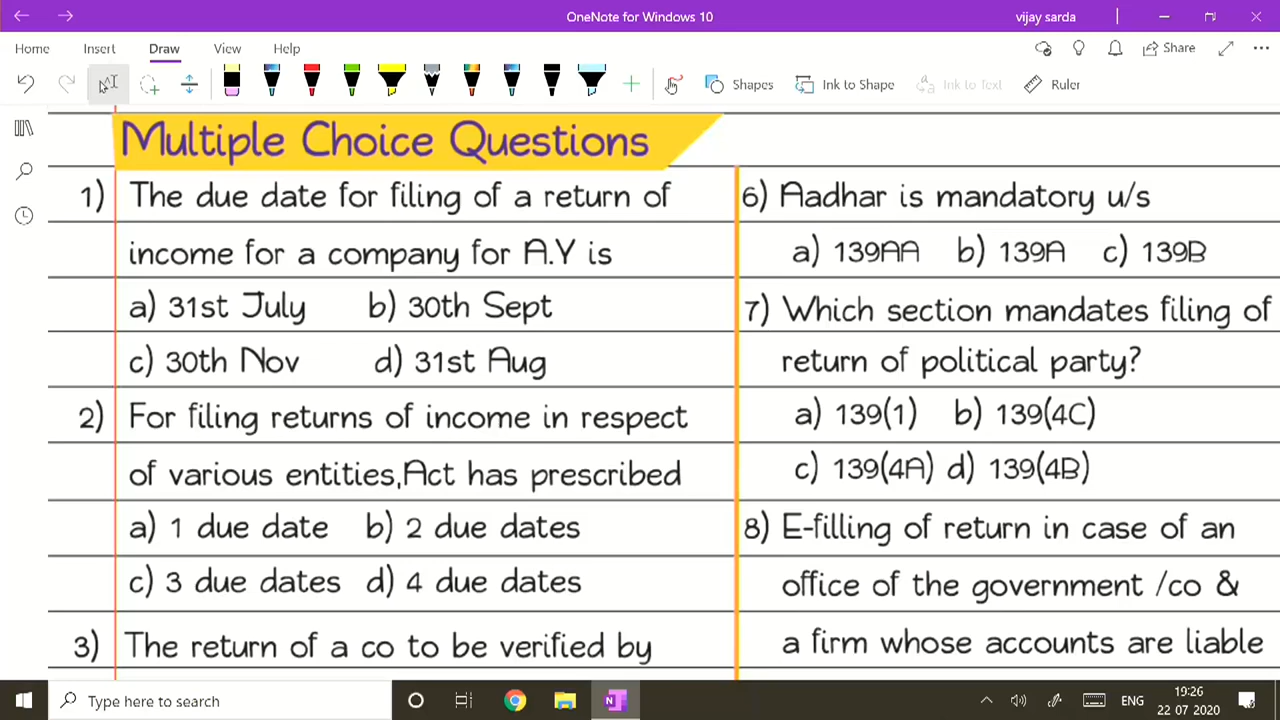 OneNote for Windows 10
vijay sarda
Home Insert Draw View Help
Share
Shapes Ink to Shape Ink to Text Ruler
Multiple Choice Questions
1) The due date for filing of a return of
income for a company for A.Y is
a) 31st July b) 30th Sept
c) 30th Nov d) 31st Aug
2) For filing returns of income in respect
of various entities,Act has prescribed
a) 1 due date b) 2 due dates
c) 3 due dates d) 4 due dates
3) The return of a co to be verified by
6) Aadhar is mandatory u/s
a) 139AA b) 139A c) 139B
7) Which section mandates filing of
return of political party?
a) 139(1) b) 139(4C)
c) 139(4A) d) 139(4B)
8) E-filling of return in case of an
office of the government /co &
a firm whose accounts are liable
Type here to search
ENG
19:26
22 07 2020